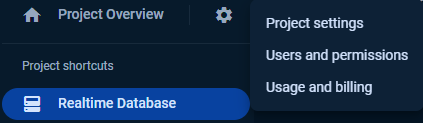 Project Overview
Project settings
Users and permissions
Usage and billing
Project shortcuts
Realtime Database